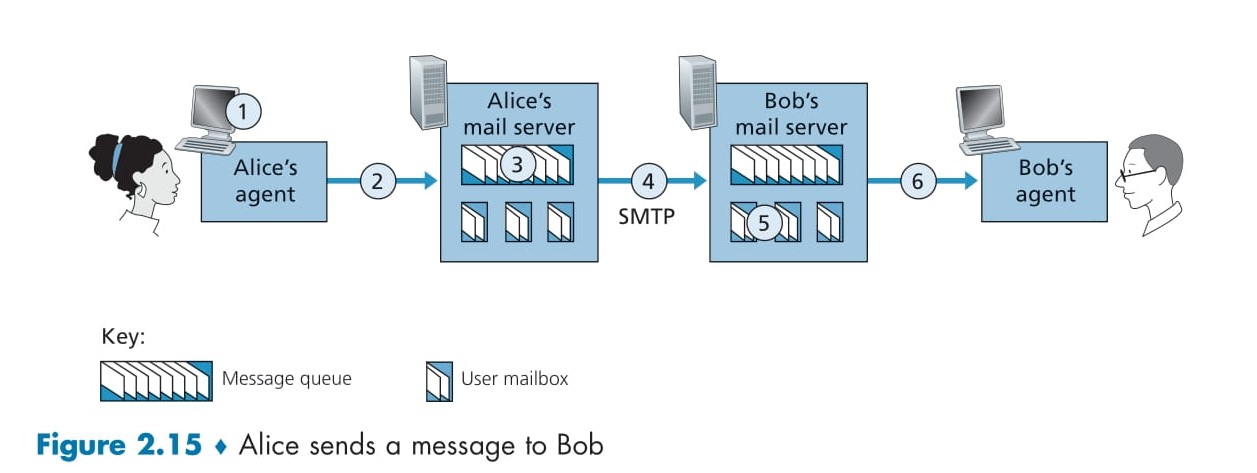 1
Alice's
agent
2
Alice's
mail server
3
4
SMTP
Bob's
mail server
5
6
Bob's
agent
Key:
Message queue
User mailbox
Figure 2.15 ♦ Alice sends a message to Bob